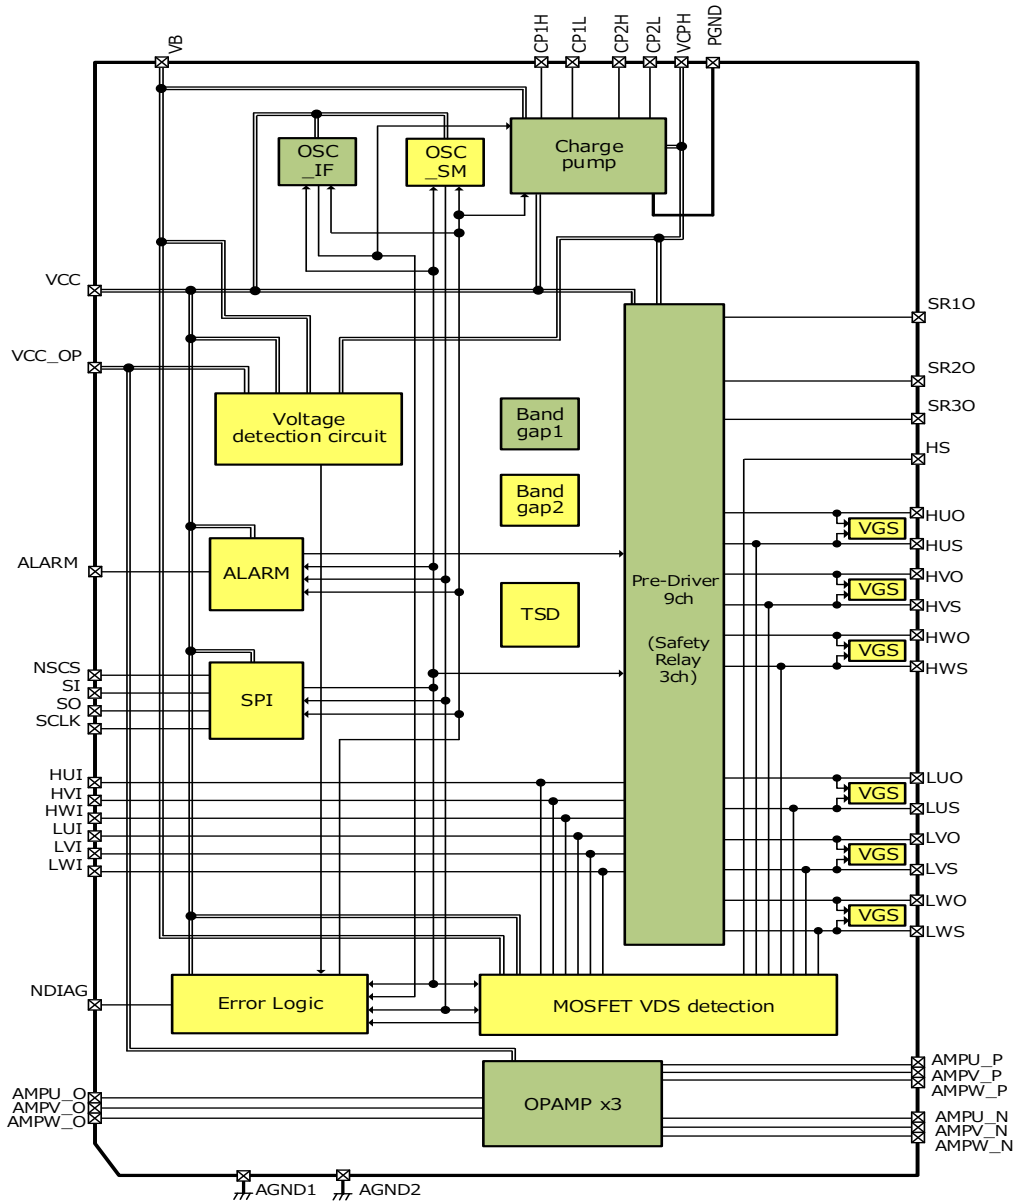 VB
CP1H
CP1L
CP2H
CP2L
VCPH
PGND
OSC
_IF
OSC
_SM
Charge
pump
VCC
SR1O
VCC_OP
SR2O
SR3O
Voltage
detection circuit
Band
gap1
HS
Band
gap2
HUO
VGS
HUS
ALARM
ALARM
HVO
VGS
HVS
Pre-Driver
9ch
(Safety
Relay
3ch)
TSD
HWO
VGS
HWS
NSCS
SI
SO
SCLK
SPI
HUI
HVI
HWI
LUI
LVI
LWI
LUO
VGS
LUS
LVO
VGS
LVS
LWO
VGS
LWS
NDIAG
Error Logic
MOSFET VDS detection
AMPU_P
AMPV_P
AMPW_P
AMPU_O
AMPV_O
AMPW_O
OPAMP x3
AMPU_N
AMPV_N
AMPW_N
AGND1
AGND2